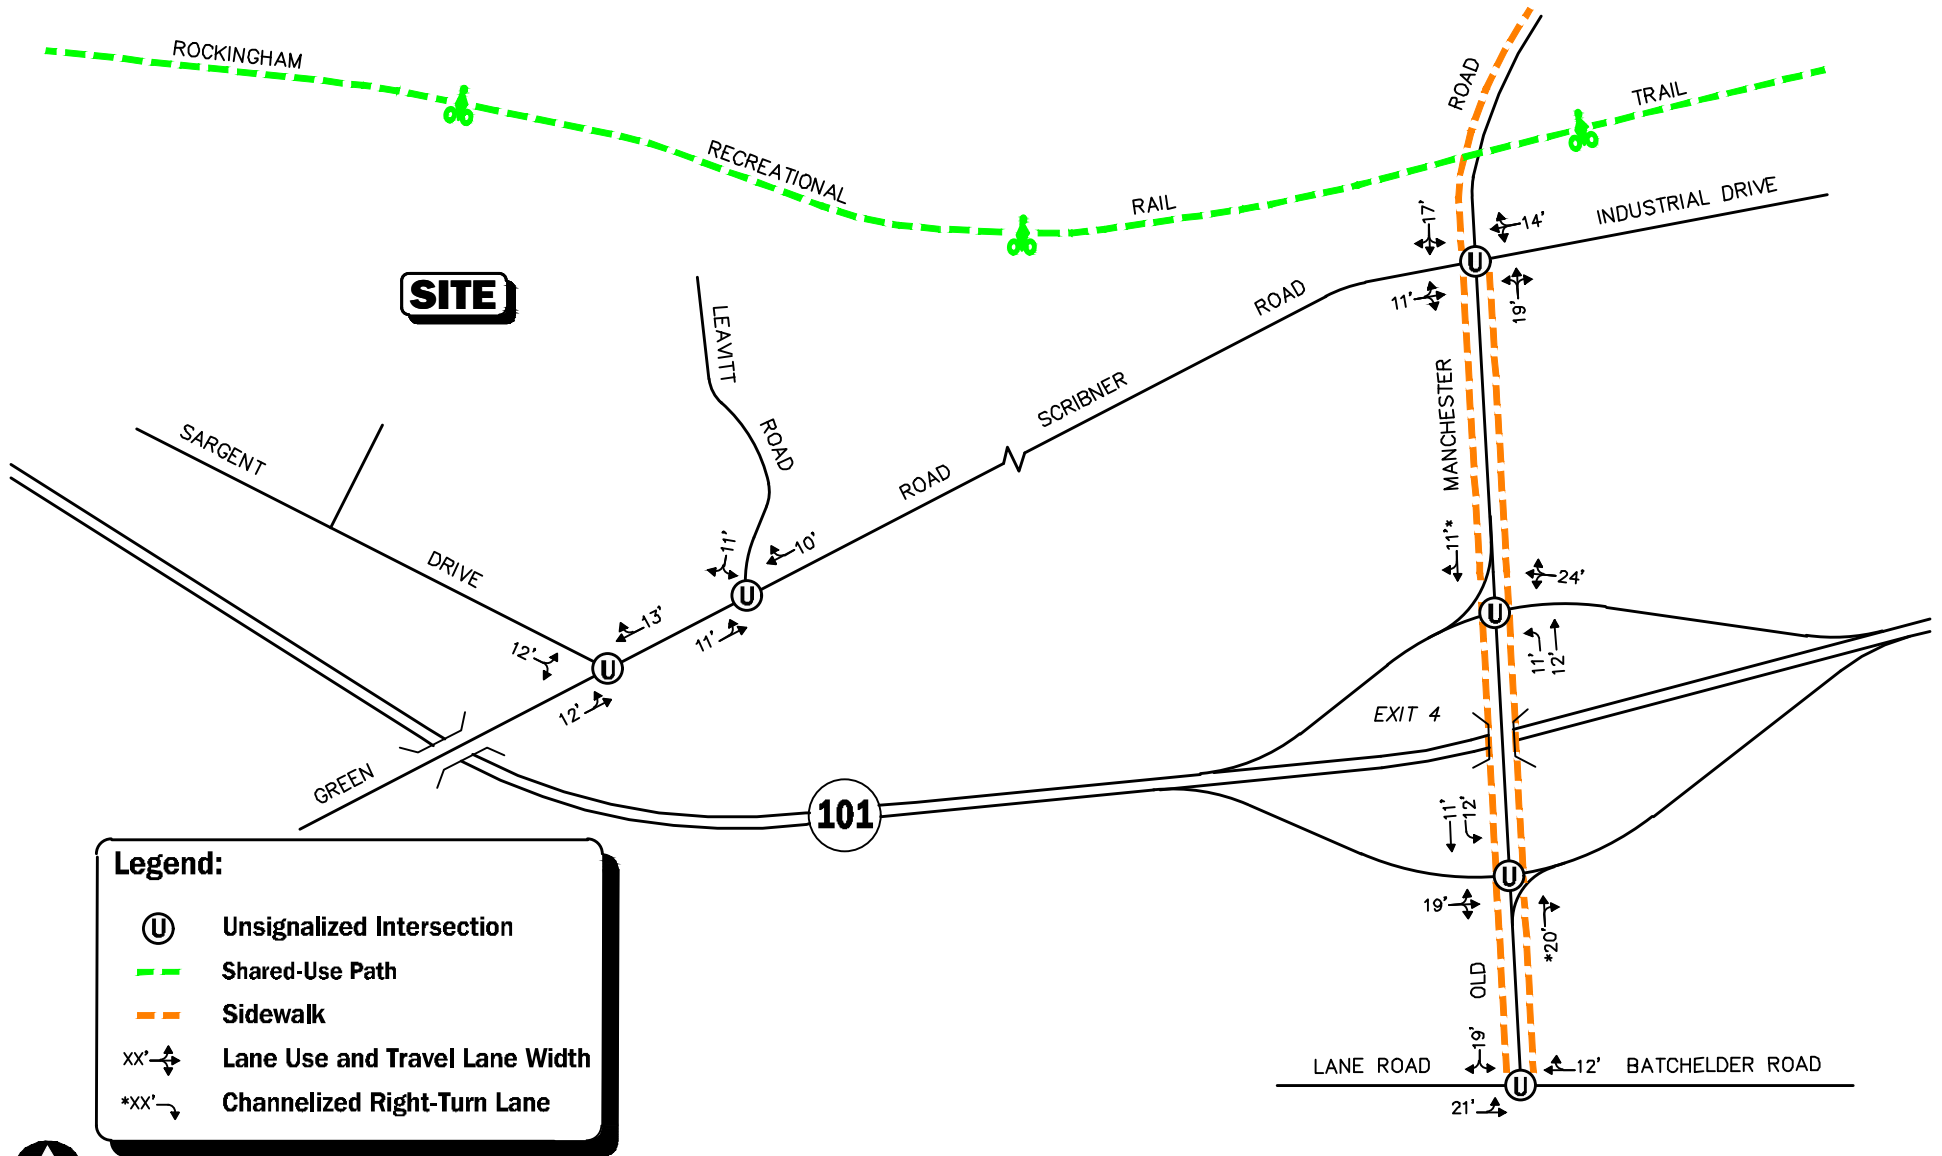 ROCKINGHAM
RECREATIONAL
RAIL
TRAIL
ROAD
INDUSTRIAL DRIVE
17'
14'
U
11'
19'
SITE
LEAVITT
ROAD
ROAD
SCRIBNER
ROAD
MANCHESTER
SARGENT
DRIVE
11'
10'
U
11'
13'
12'
U
12'
GREEN
11'*
24'
U
11'
12'
EXIT 4
101
11'
12'
U
19'
*20'
OLD
19'
LANE ROAD
12'
BATCHELDER ROAD
U
21'
Legend:
U Unsignalized Intersection
Shared-Use Path
Sidewalk
XX' Lane Use and Travel Lane Width
*XX' Channelized Right-Turn Lane